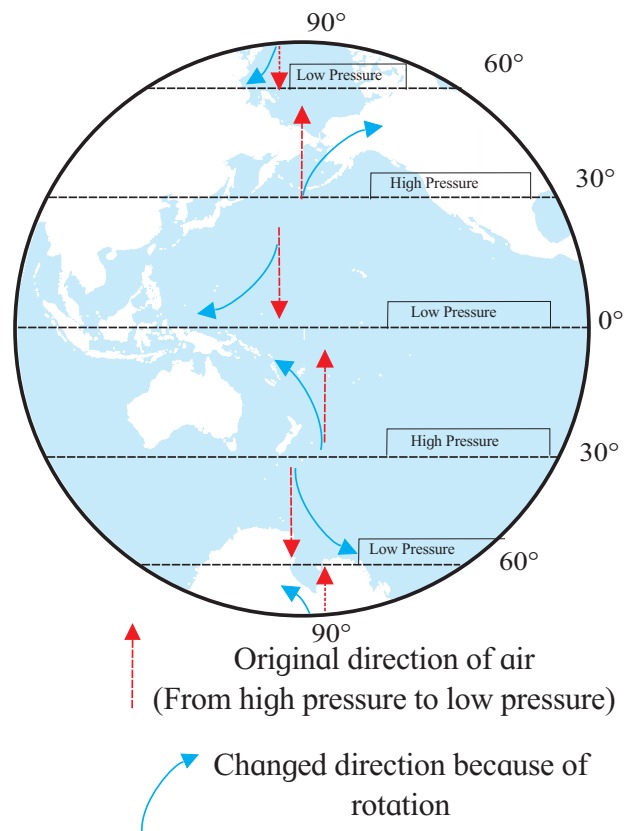 90°
60°
Low Pressure
30°
High Pressure
Low Pressure
0°
High Pressure
30°
Low Pressure
60°
90°
Original direction of air
(From high pressure to low pressure)
Changed direction because of
rotation